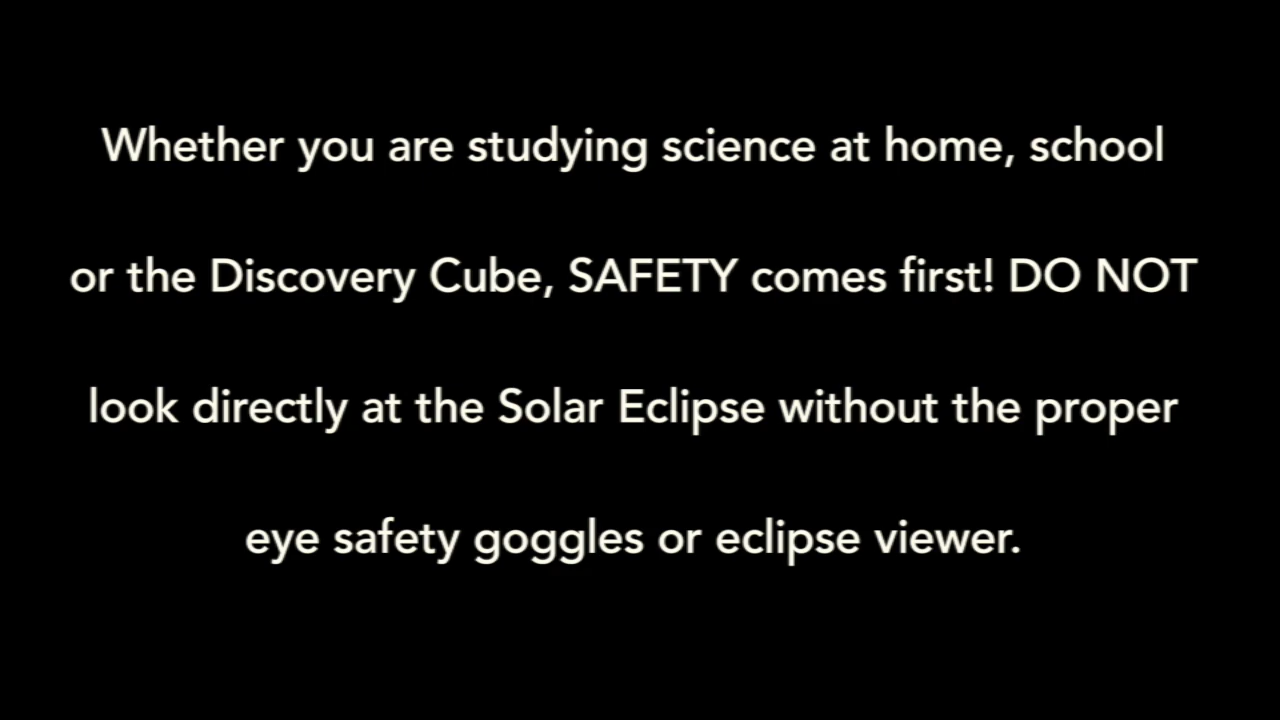 Whether you are studying science at home, school
or the Discovery Cube, SAFETY comes first! DO NOT
look directly at the Solar Eclipse without the proper
eye safety goggles or eclipse viewer.